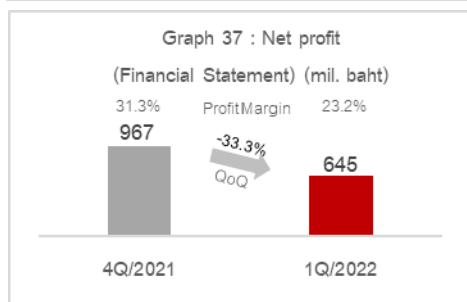 Graph 37 : Net profit
(Financial Statement) (mil. baht)
31.3% ProfitMargin 23.2%
967
-33.3%
QoQ
645
4Q/2021 1Q/2022